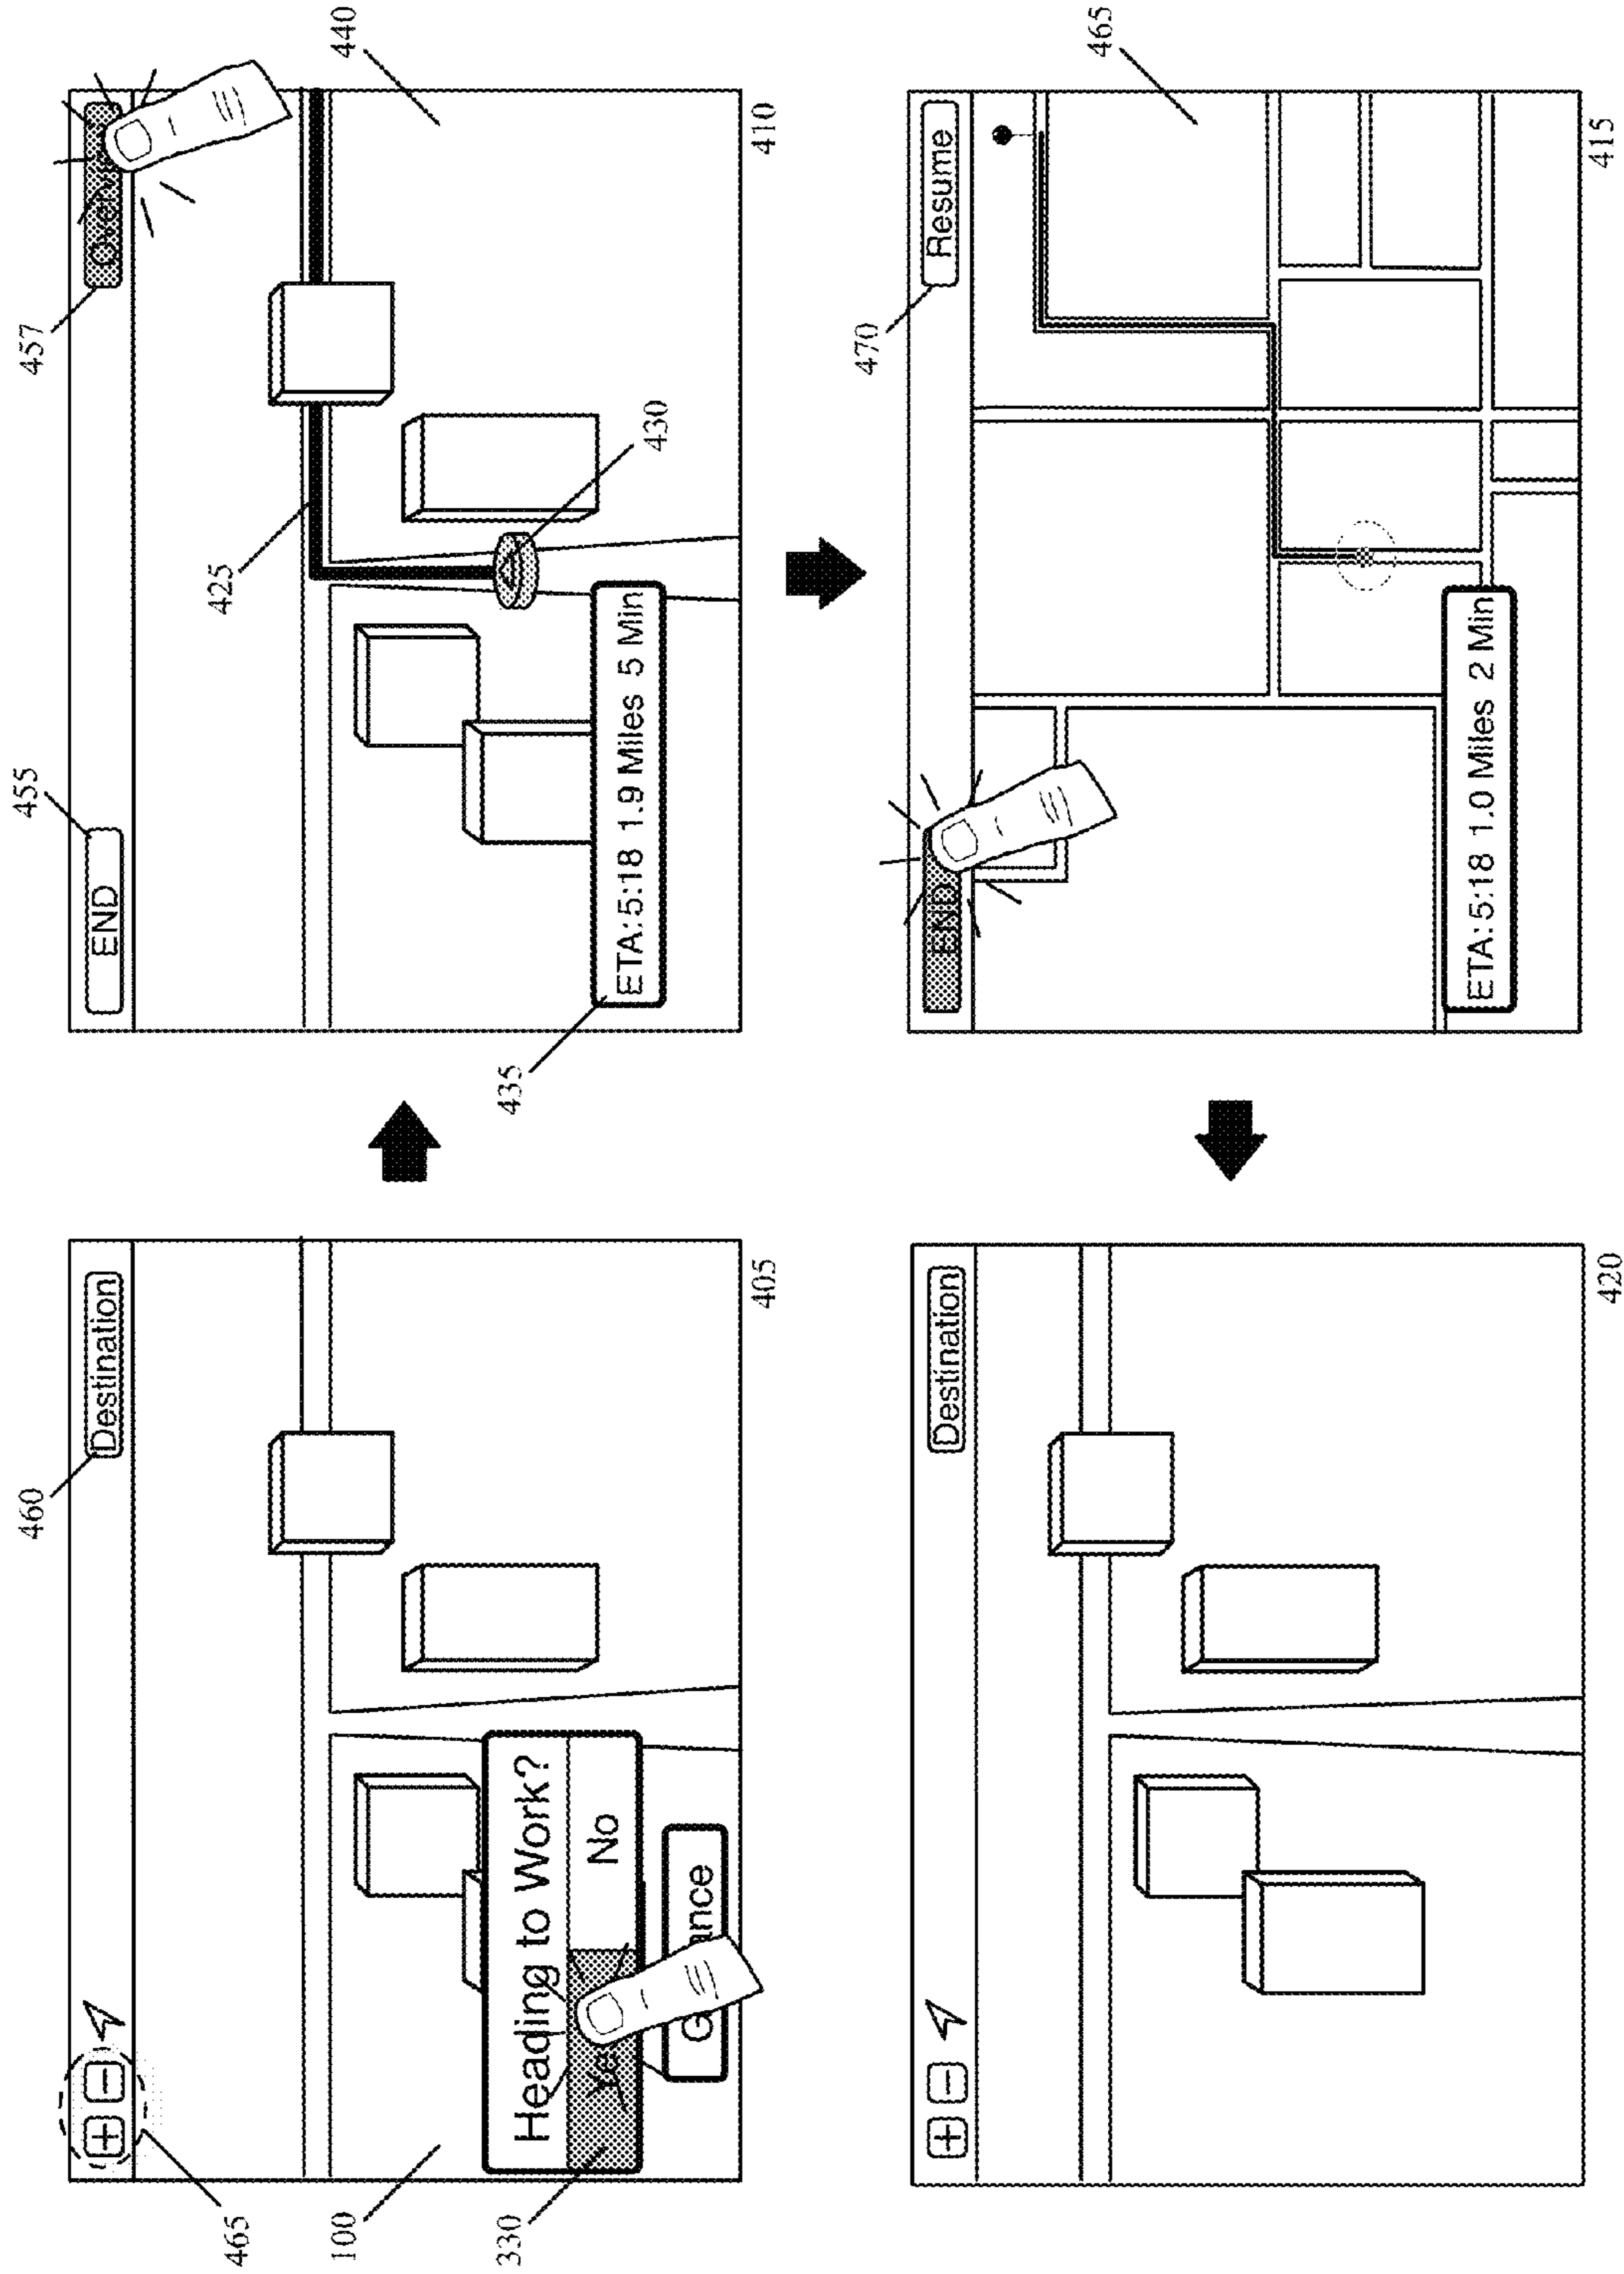 465
460
Destination
100
Heading to Work?
No
330
405
455
457
END
425
440
430
435
ETA: 5:18 1.9 Miles 5 Min
410
Destination
420
470
END
Resume
465
ETA: 5:18 1.0 Miles 2 Min
415